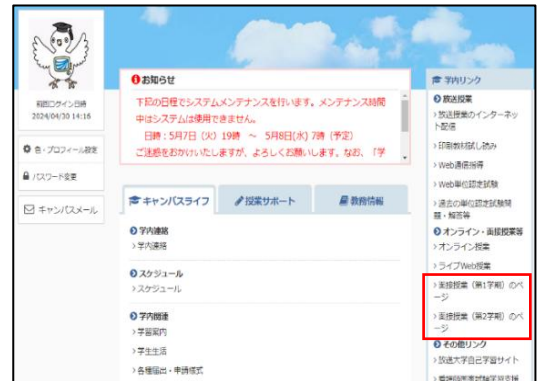 前回ログイン日時
2024/04/30 14:16
色・プロフィール設定
パスワード変更
キャンパスメール
お知らせ
下記の日程でシステムメンテナンスを行います。メンテナンス時間
中はシステムは使用できません。
日時:5月7日(火)19時 ~ 5月8日(水) 7時(予定)
ご迷惑をおかけいたしますが、よろしくお願いします。なお、「学
キャンパスライフ
授業サポート
教務情報
学内連絡
›学内連絡
スケジュール
›スケジュール
学内関連
›学習案内
›学生生活
›各種届出・申請様式
学内リンク
放送授業
›放送授業のインターネッ
ト配信
›印刷教材試し読み
›Web通信指導
›Web単位認定試験
›過去の単位認定試験問
題・解答等
オンライン・面接授業等
›オンライン授業
›ライブWeb授業
›面接授業(第1学期)のペ
ージ
›面接授業(第2学期)のペ
ージ
その他リンク
›放送大学自己学習サイト
›看護師国家試験学習支援